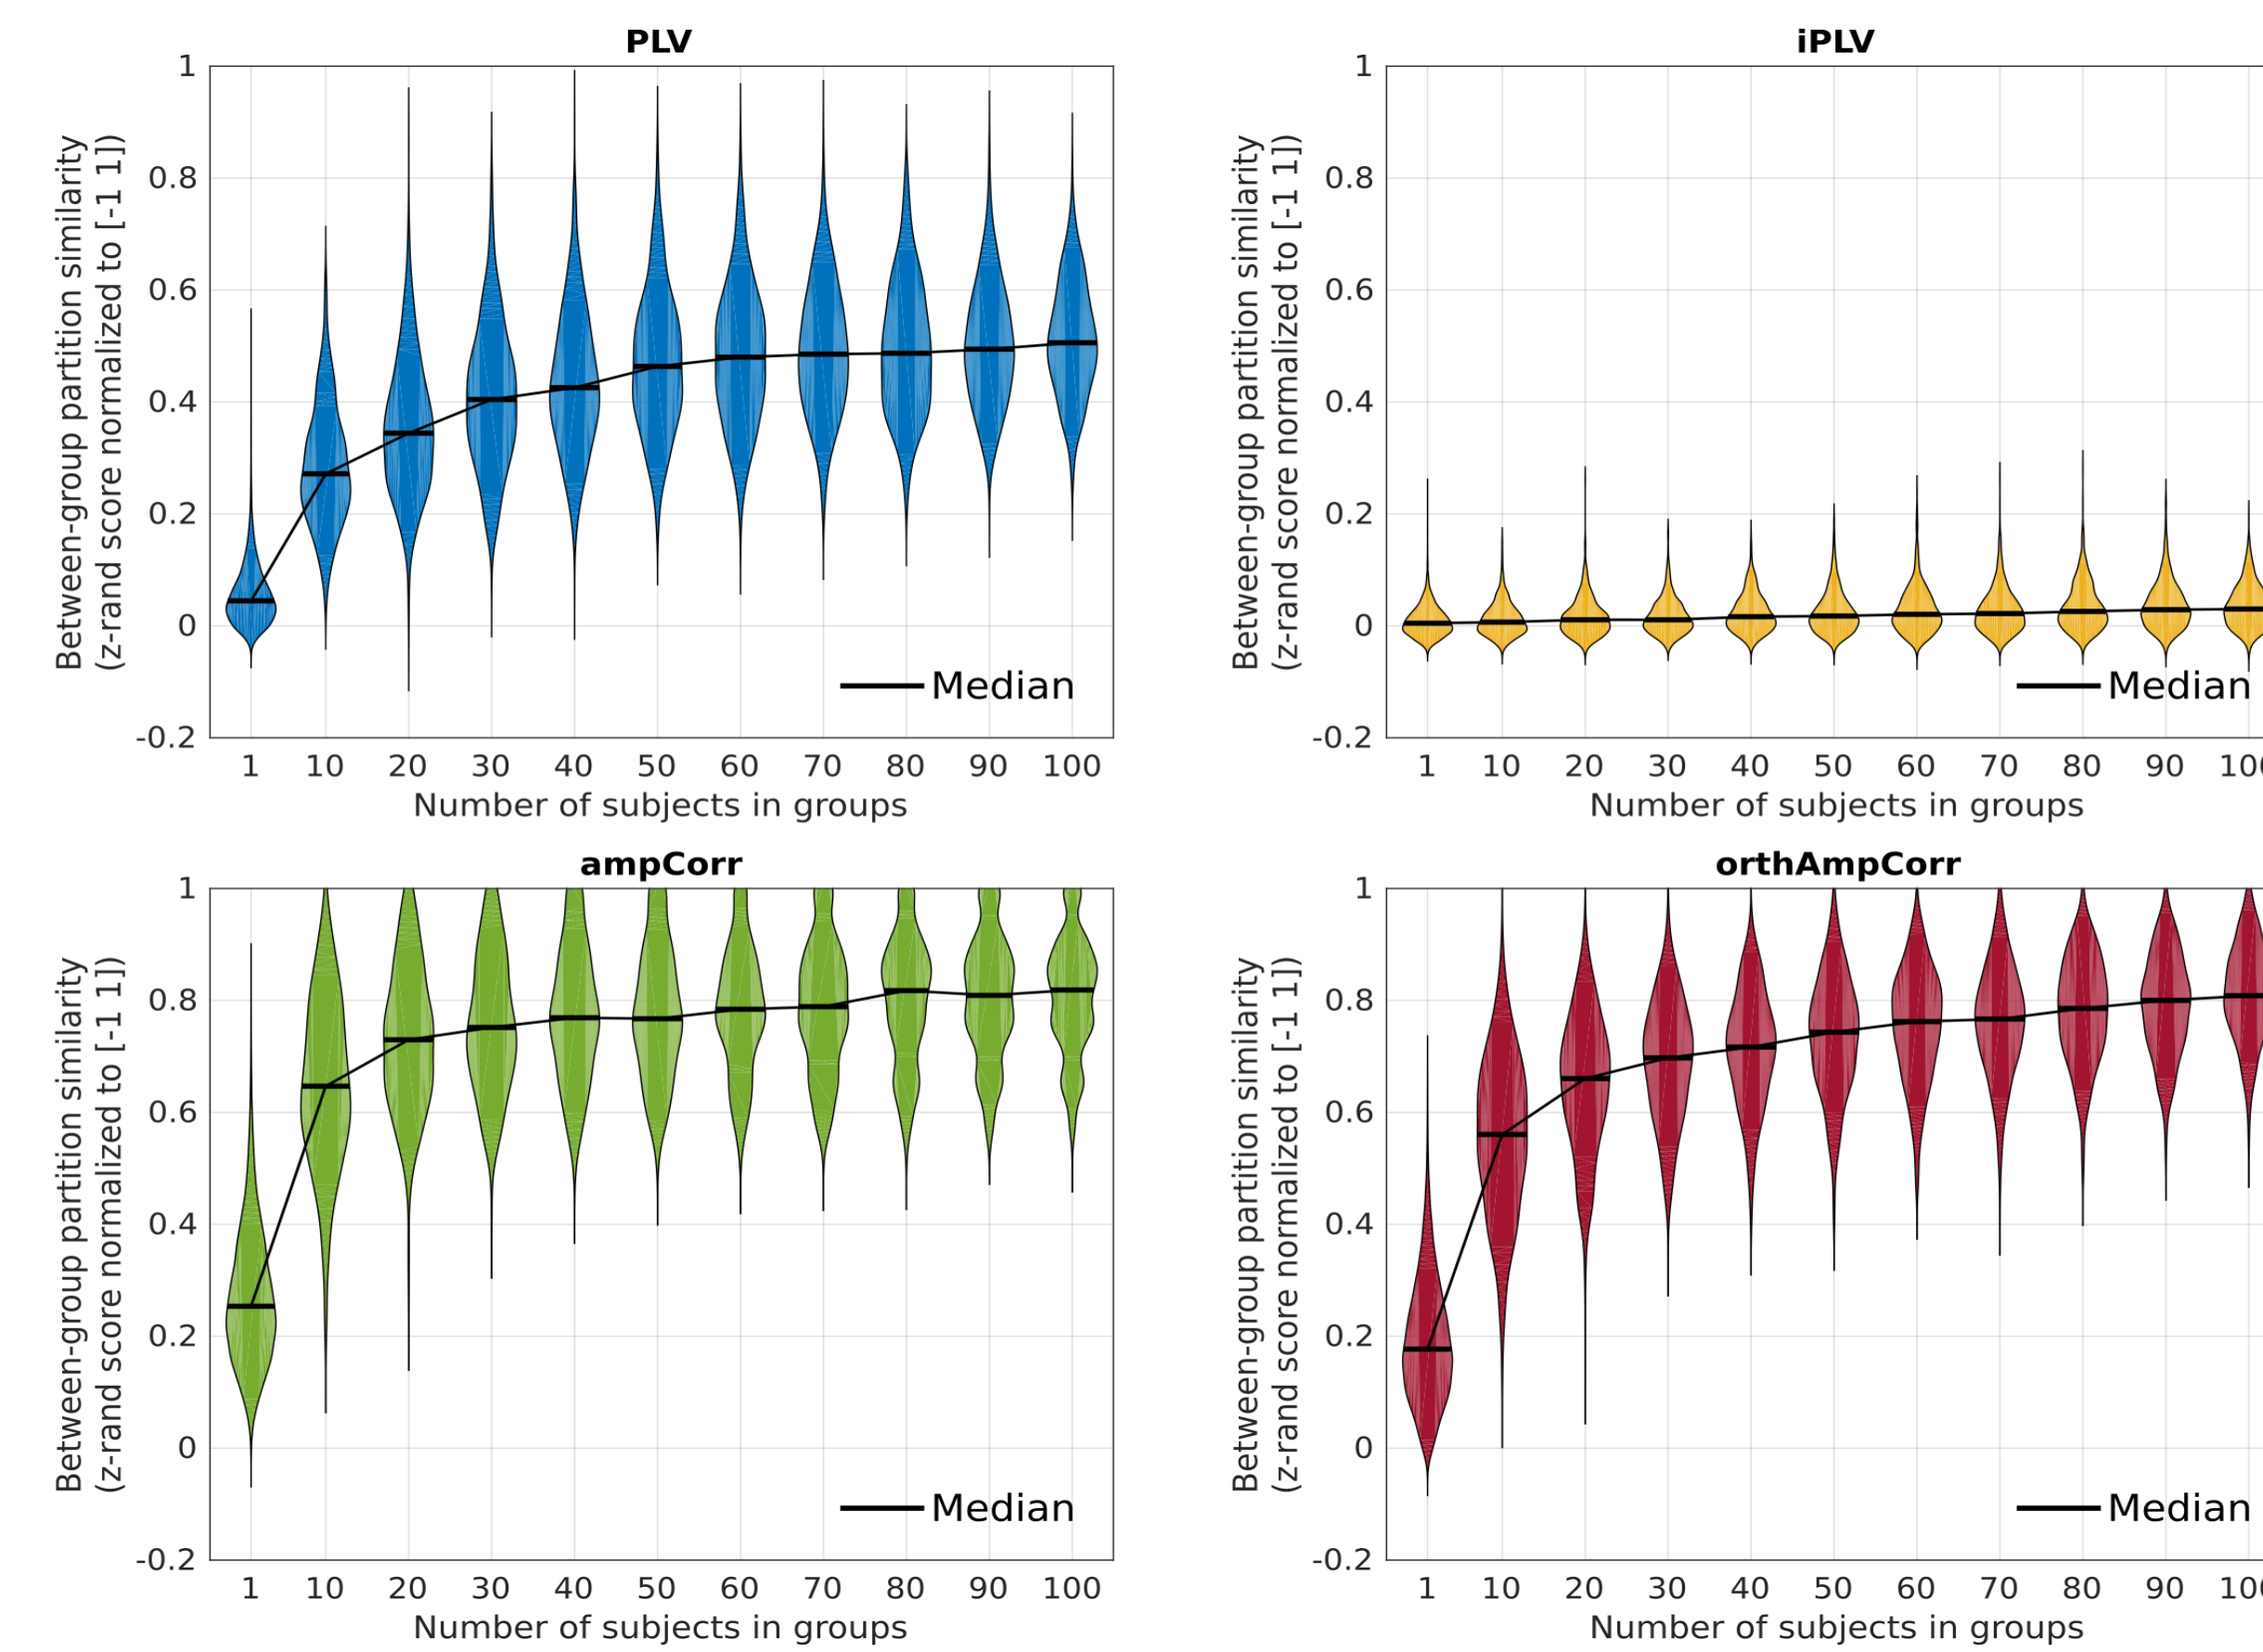 PLV
1
0.8
0.6
0.4
0.2
0
-0.2
Between-group partition similarity
(z-rand score normalized to [-1 1])
Median
1 10 20 30 40 50 60 70 80 90 100
Number of subjects in groups
iPLV
1
0.8
0.6
0.4
0.2
0
-0.2
Between-group partition similarity
(z-rand score normalized to [-1 1])
Median
1 10 20 30 40 50 60 70 80 90
Number of subjects in groups
ampCorr
1
0.8
0.6
0.4
0.2
0
-0.2
Between-group partition similarity
(z-rand score normalized to [-1 1])
Median
1 10 20 30 40 50 60 70 80 90 100
Number of subjects in groups
orthAmpCorr
1
0.8
0.6
0.4
0.2
0
-0.2
Between-group partition similarity
(z-rand score normalized to [-1 1])
Median
1 10 20 30 40 50 60 70 80 90
Number of subjects in groups